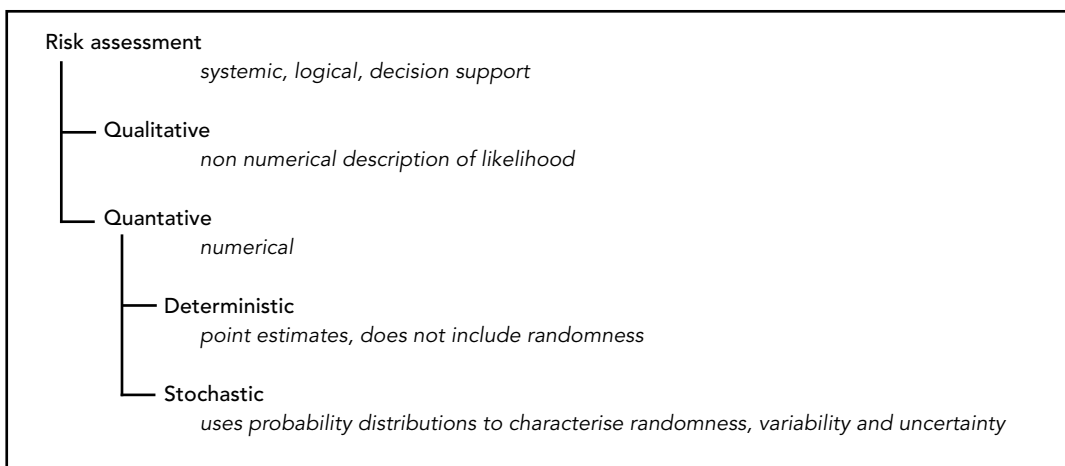 Risk assessment
systemic, logical, decision support
Qualitative
non numerical description of likelihood
Quantative
numerical
Deterministic
point estimates, does not include randomness
Stochastic
uses probability distributions to characterise randomness, variability and uncertainty